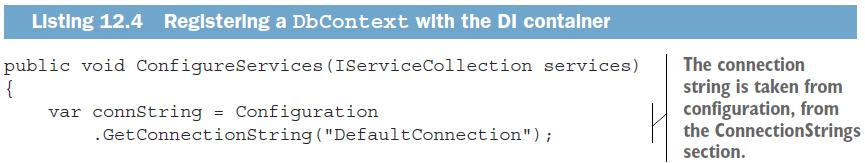 Listing 12.4 Registering a DbContext with the DI container
public void ConfigureServices(IServiceCollection services)
{
    var connString = Configuration
        .GetConnectionString("DefaultConnection");
The connection
string is taken from
configuration, from
the ConnectionStrings
section.